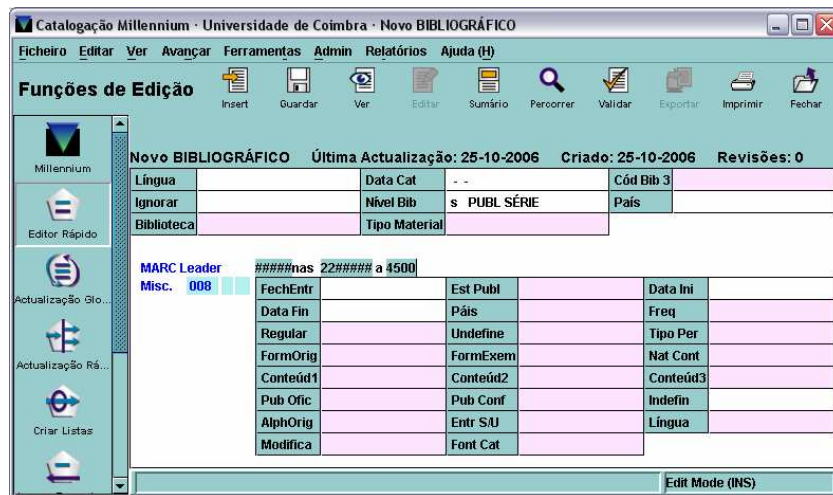 Catalogação Millennium · Universidade de Coimbra · Novo BIBLIOGRÁFICO
Ficheiro Editar Ver Avançar Ferramentas Admin Relatórios Ajuda (H)
Funções de Edição
Insert Guardar Ver Editar Sumário Percorrer Validar Exportar Imprimir Fechar
Millennium
Editor Rápido
Actualização Glo...
Actualização Rá...
Criar Listas
Novo BIBLIOGRÁFICO Última Actualização: 25-10-2006 Criado: 25-10-2006 Revisões: 0
Língua Data Cat - - Cód Bib 3
Ignorar Nível Bib s PUBL SÉRIE País
Biblioteca Tipo Material
MARC Leader #####nas 22##### a 4500
Misc. 008 FechEntr Est Publ Data Ini
Data Fin Páis Freq
Regular Undefine Tipo Per
FormOrig FormExem Nat Cont
Conteúd1 Conteúd2 Conteúd3
Pub Ofic Pub Conf Indefin
AlphOrig Entr S/U Língua
Modifica Font Cat
Edit Mode (INS)